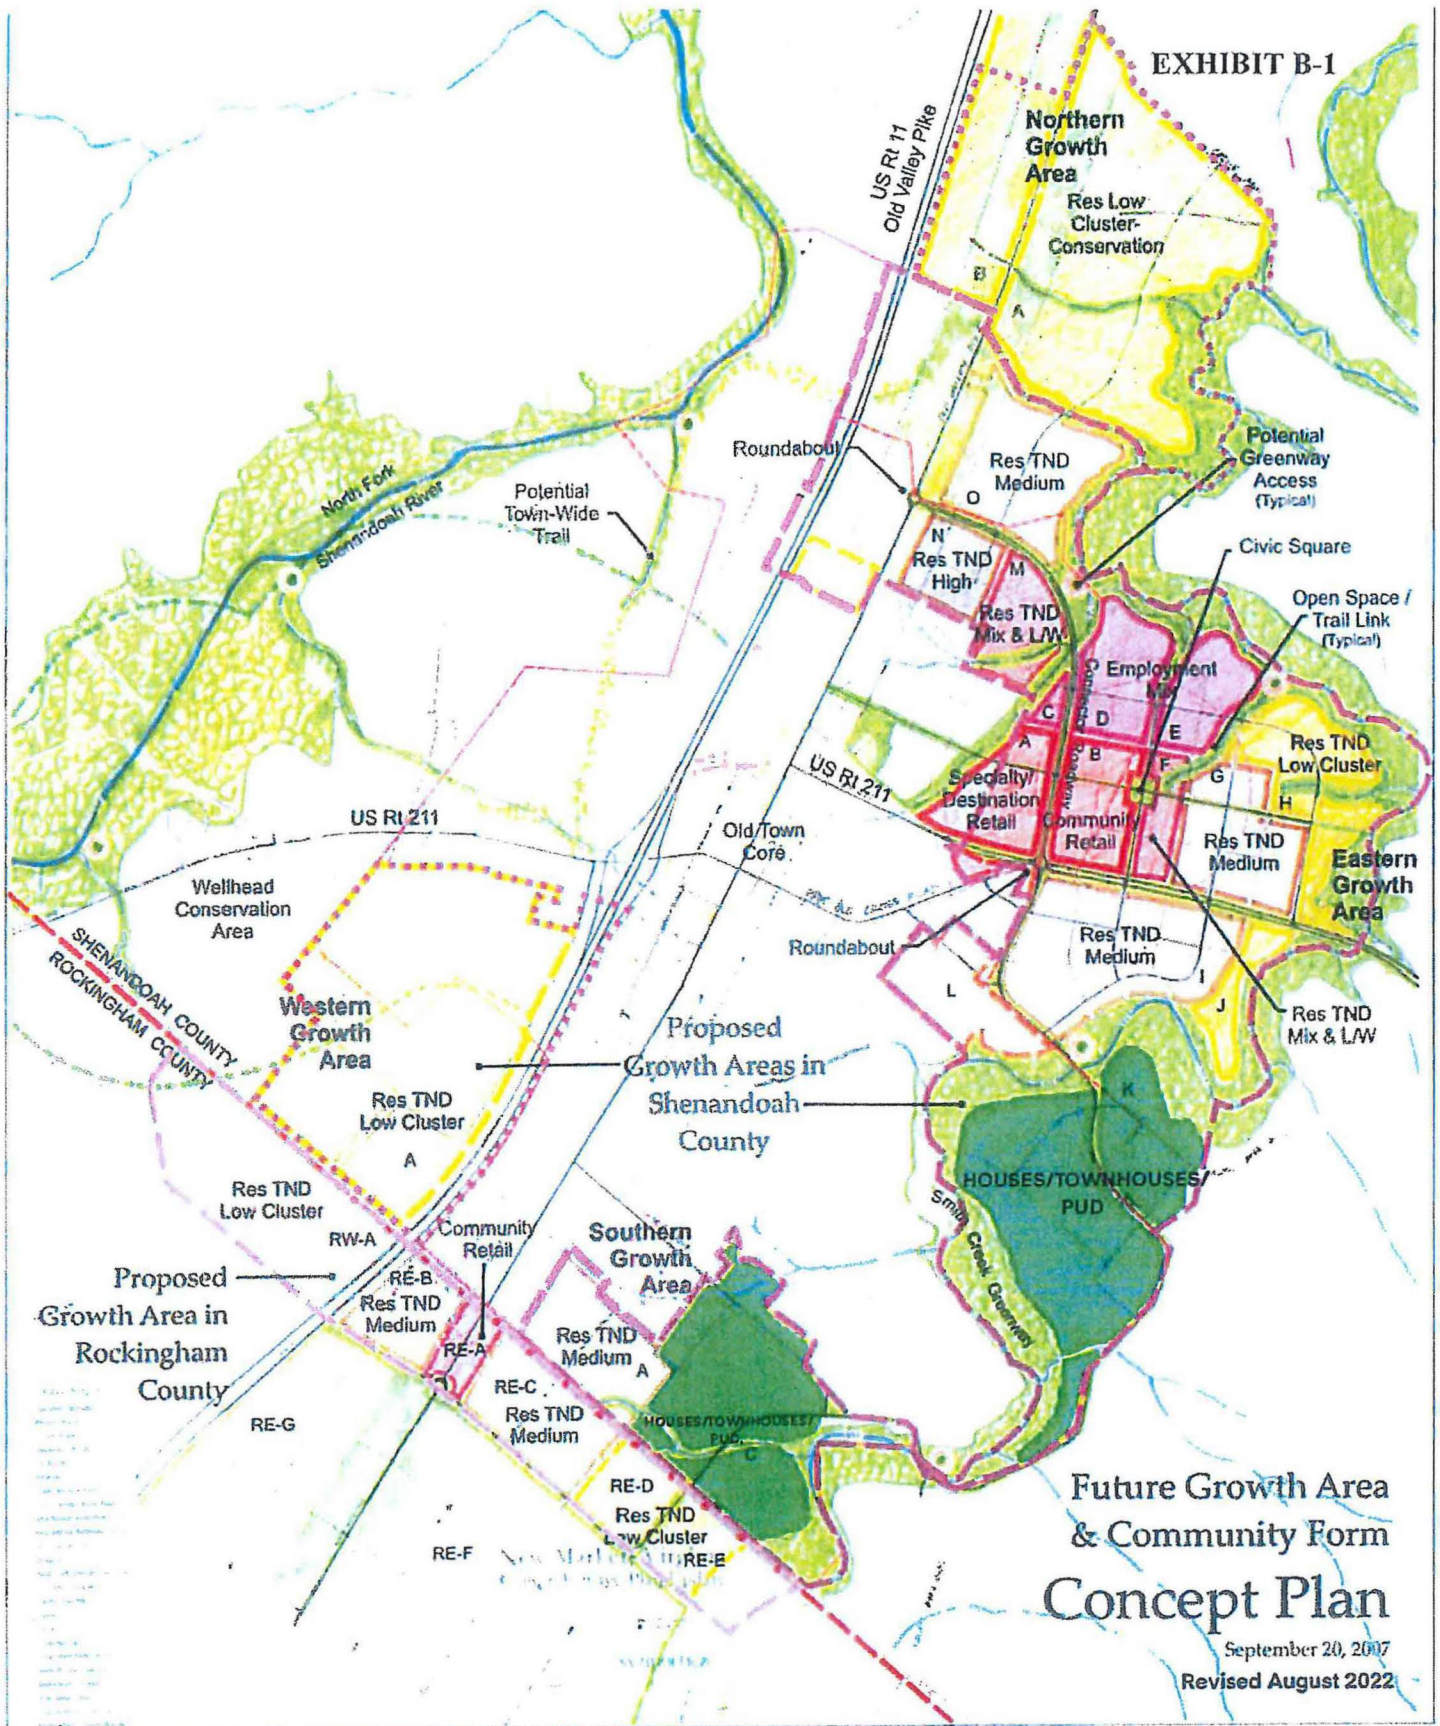 EXHIBIT B-1
US Rt 11
Old Valley Pike
Northern
Growth
Area
Res Low
Cluster-
Conservation
B
A
Roundabout
Res TND
Medium
O
Potential
Greenway
Access
(Typical)
North Fork
Shenandoah River
Potential
Town-Wide
Trail
N
Res TND
High
M
Res TND
Mix & L/W
Civic Square
Open Space /
Trail Link
(Typical)
Employment
Mix
Connector Roadway
C
D
E
A
B
F
G
H
Res TND
Low Cluster
Specialty/
Destination
Retail
Community
Retail
US Rt 211
US Rt 211
Old Town
Core
Res TND
Medium
Eastern
Growth
Area
Wellhead
Conservation
Area
SHENANDOAH COUNTY
ROCKINGHAM COUNTY
Roundabout
Res TND
Medium
I
L
J
Res TND
Mix & L/W
Western
Growth
Area
Proposed
Growth Areas in
Shenandoah
County
Res TND
Low Cluster
A
K
HOUSES/TOWNHOUSES/
PUD
Smith Creek Greenway
Res TND
Low Cluster
RW-A
Community
Retail
Southern
Growth
Area
Proposed
Growth Area in
Rockingham
County
RE-B
Res TND
Medium
RE-A
Res TND
Medium
A
RE-C
Res TND
Medium
HOUSES/TOWNHOUSES/
PUD
C
RE-G
RE-D
Res TND
Low Cluster
RE-E
RE-F
New Market
Future Growth Area
& Community Form
Concept Plan
September 20, 2007
Revised August 2022